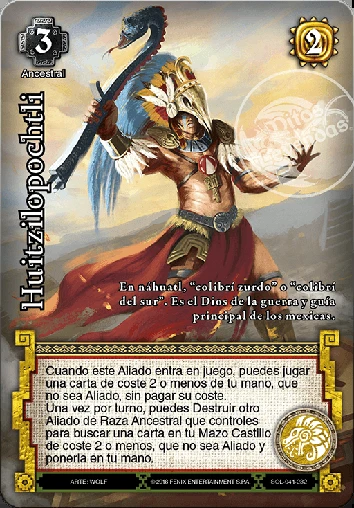 3
2
Ancestral
Mitos
Leyendas
Huitzilopochtli
En náhuatl, "colibrí zurdo" o "colibrí
del sur". Es el Dios de la guerra y guía
principal de los mexicas.
Cuando este Aliado entra en juego, puedes jugar
una carta de coste 2 o menos de tu mano, que
no sea Aliado, sin pagar su coste.
Una vez por turno, puedes Destruir otro
Aliado de Raza Ancestral que controles
para buscar una carta en tu Mazo Castillo
de coste 2 o menos, que no sea Aliado y
ponerla en tu mano.
ARTE: WOLF
©2018 FENIX ENTERTAINMENT S.P.A.